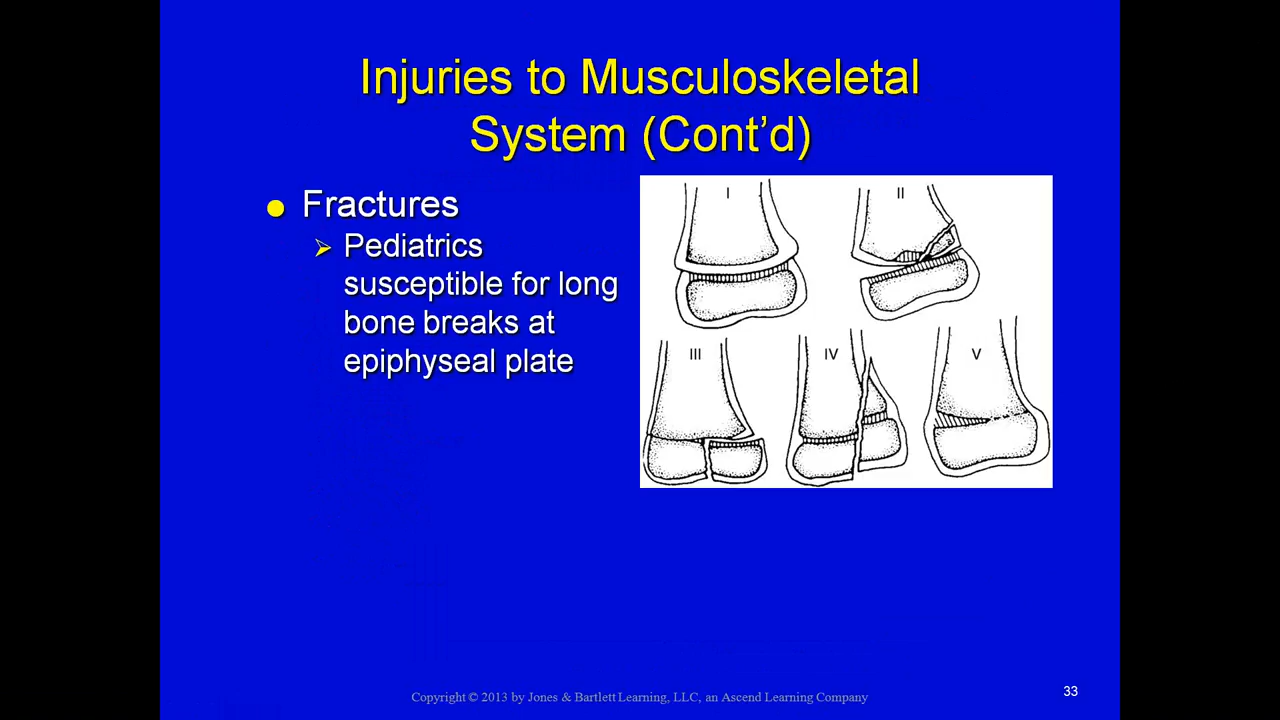 Injuries to Musculoskeletal
System (Cont’d)
Fractures
Pediatrics
susceptible for long
bone breaks at
epiphyseal plate
I
II
III
IV
V
Copyright © 2013 by Jones & Bartlett Learning, LLC, an Ascend Learning Company
33